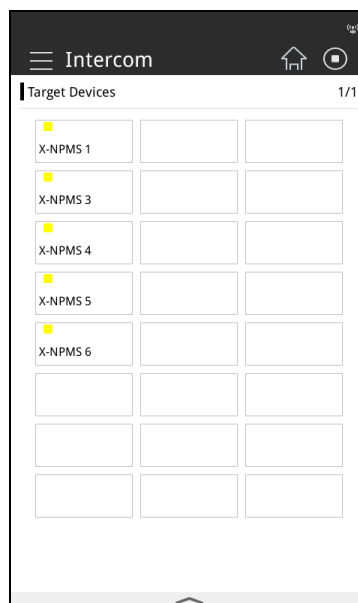 Intercom
Target Devices 1/1
X-NPMS 1
X-NPMS 3
X-NPMS 4
X-NPMS 5
X-NPMS 6